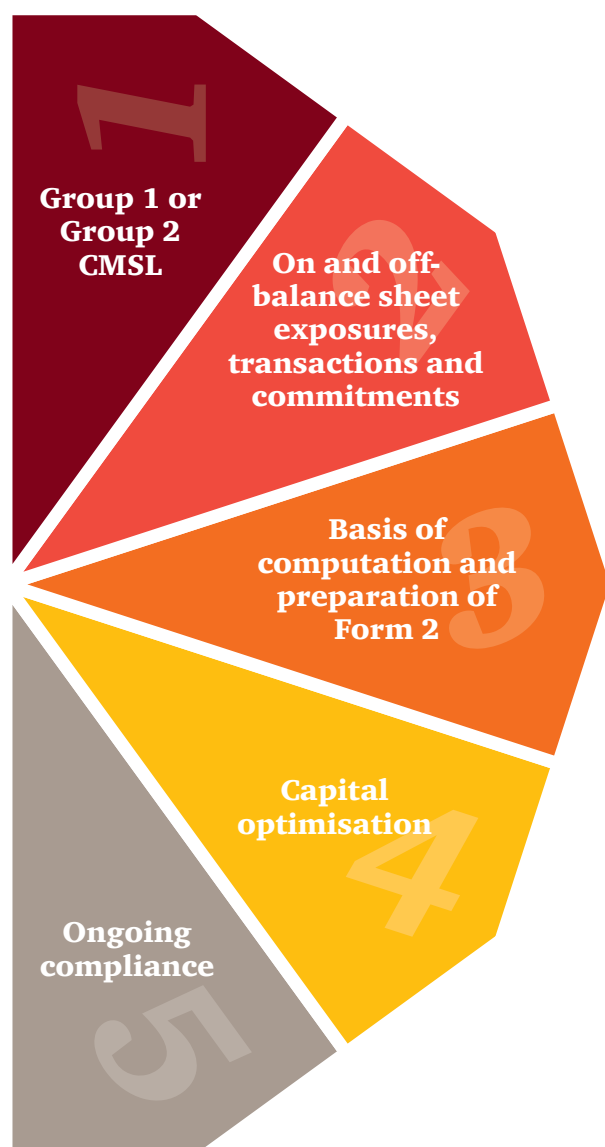 1
Group 1 or
Group 2
CMSL
2
On and off-
balance sheet
exposures,
transactions and
commitments
3
Basis of
computation and
preparation of
Form 2
4
Capital
optimisation
5
Ongoing
compliance